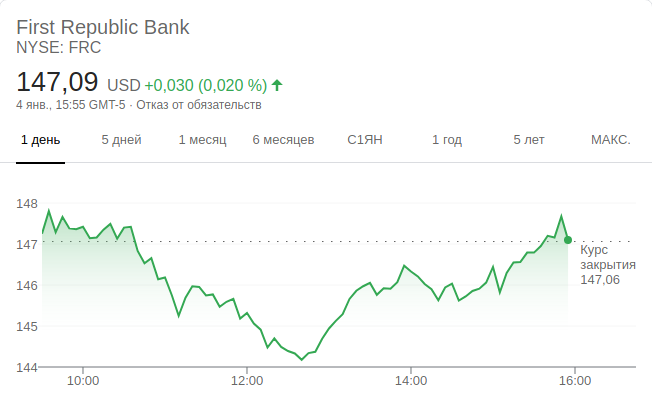 First Republic Bank
NYSE: FRC
147,09 USD +0,030 (0,020 %)
4 янв., 15:55 GMT-5 · Отказ от обязательств
1 день 5 дней 1 месяц 6 месяцев С1ЯН 1 год 5 лет МАКС.
148
147
146
145
144
Курс
закрытия
147,06
10:00 12:00 14:00 16:00